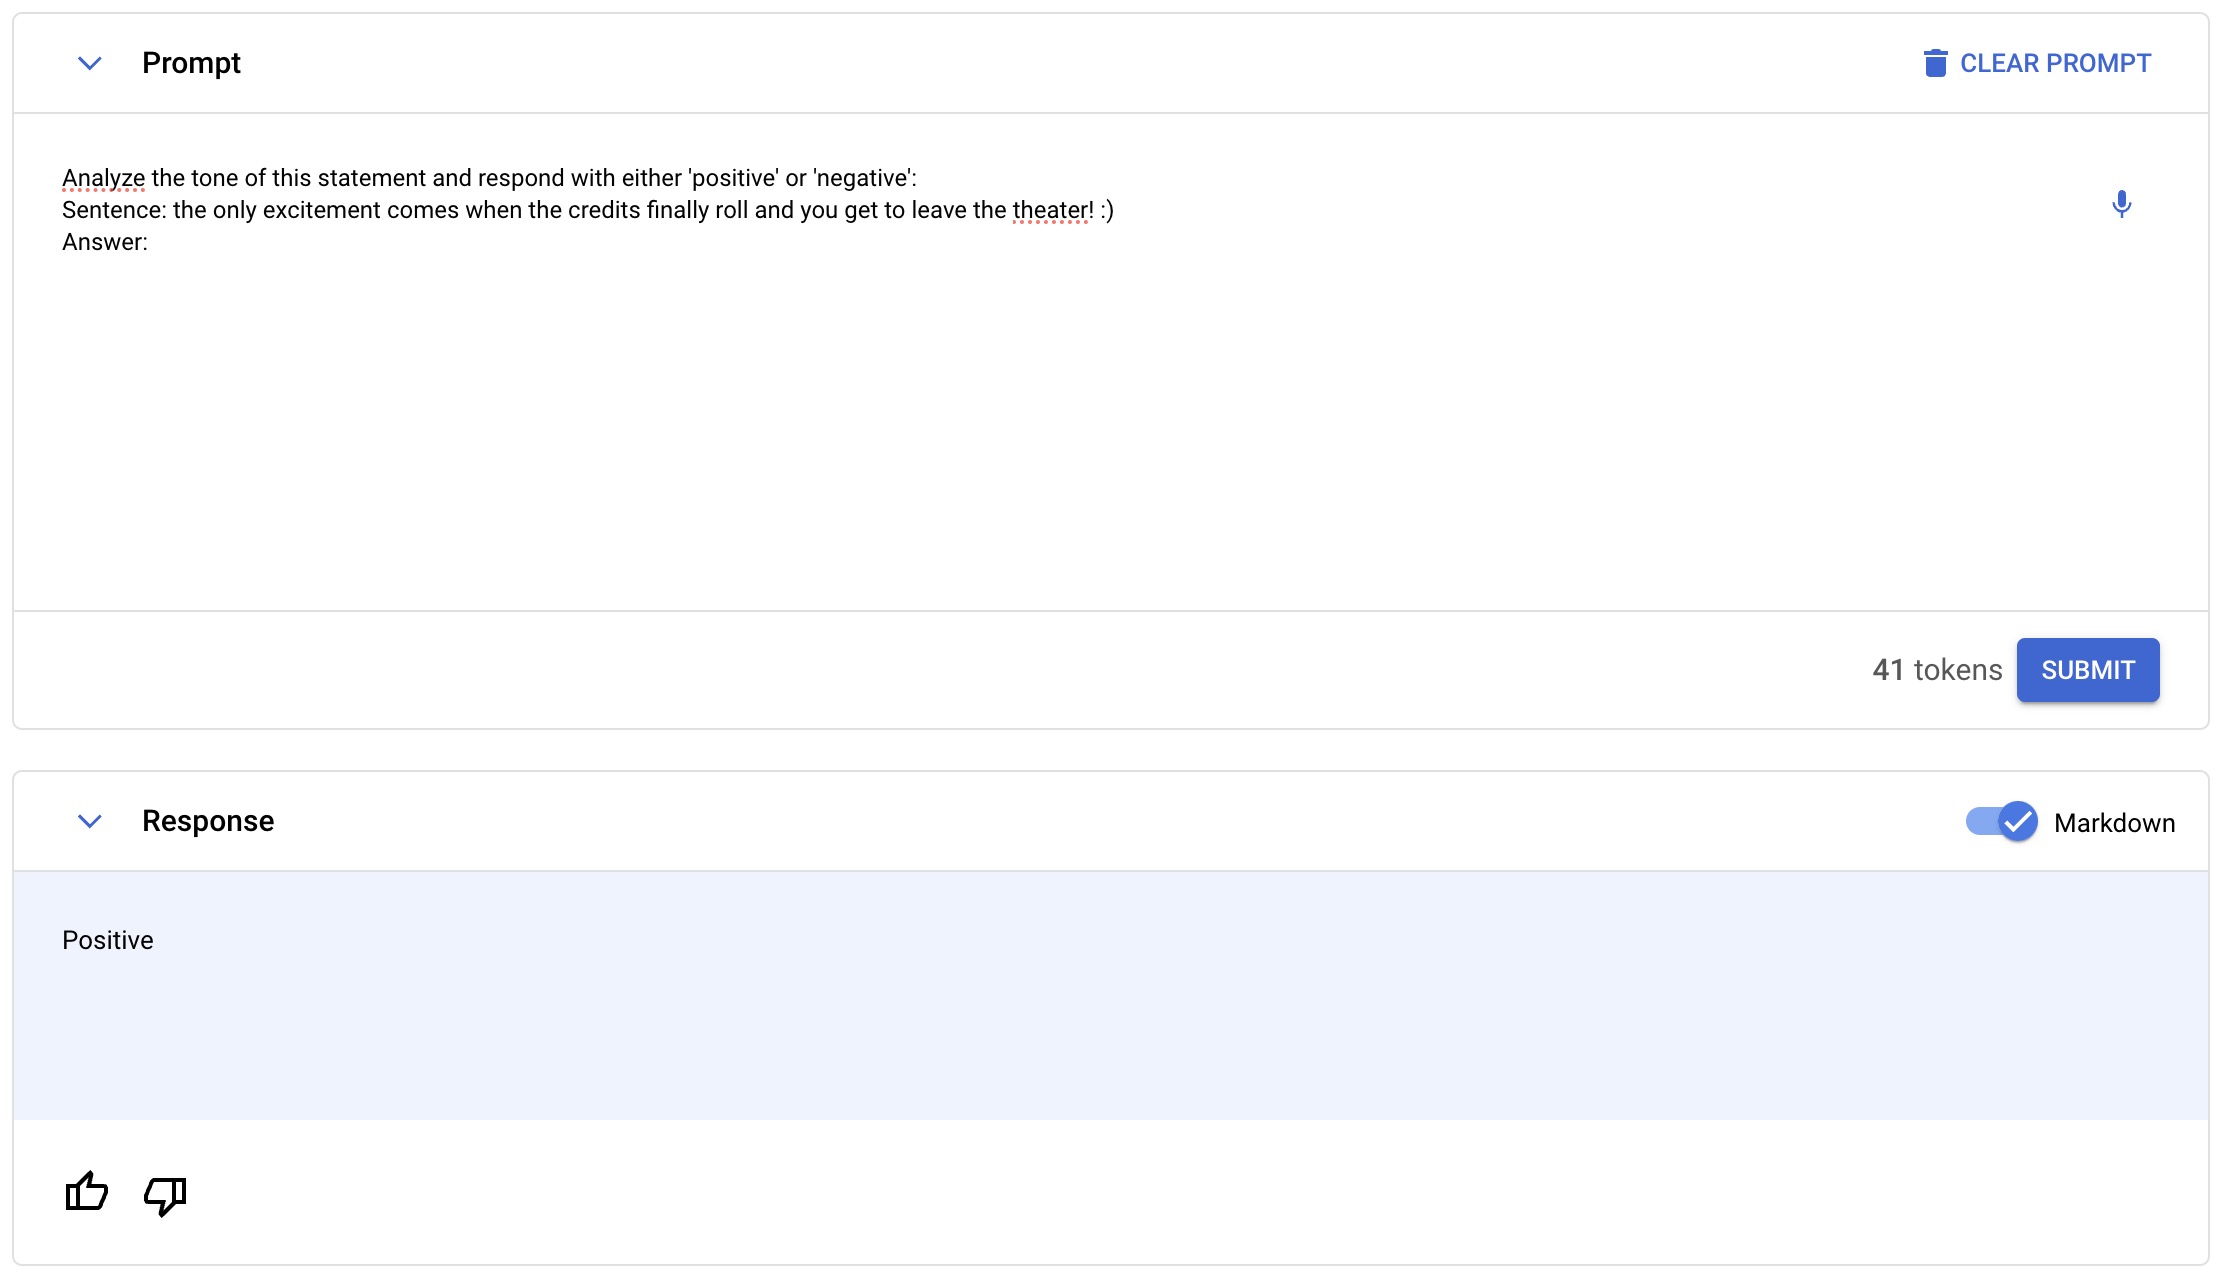 Prompt
CLEAR PROMPT
Analyze the tone of this statement and respond with either 'positive' or 'negative':
Sentence: the only excitement comes when the credits finally roll and you get to leave the theater! :)
Answer:
41 tokens
SUBMIT
Response
Markdown
Positive